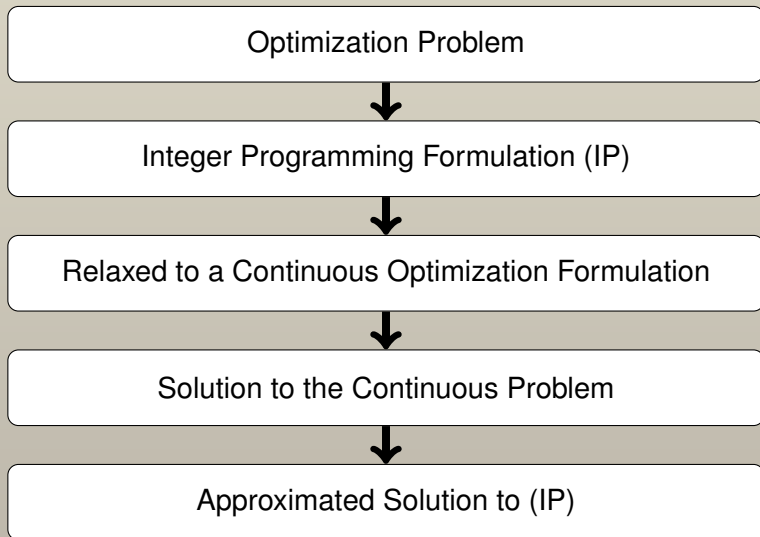 Optimization Problem
Integer Programming Formulation (IP)
Relaxed to a Continuous Optimization Formulation
Solution to the Continuous Problem
Approximated Solution to (IP)